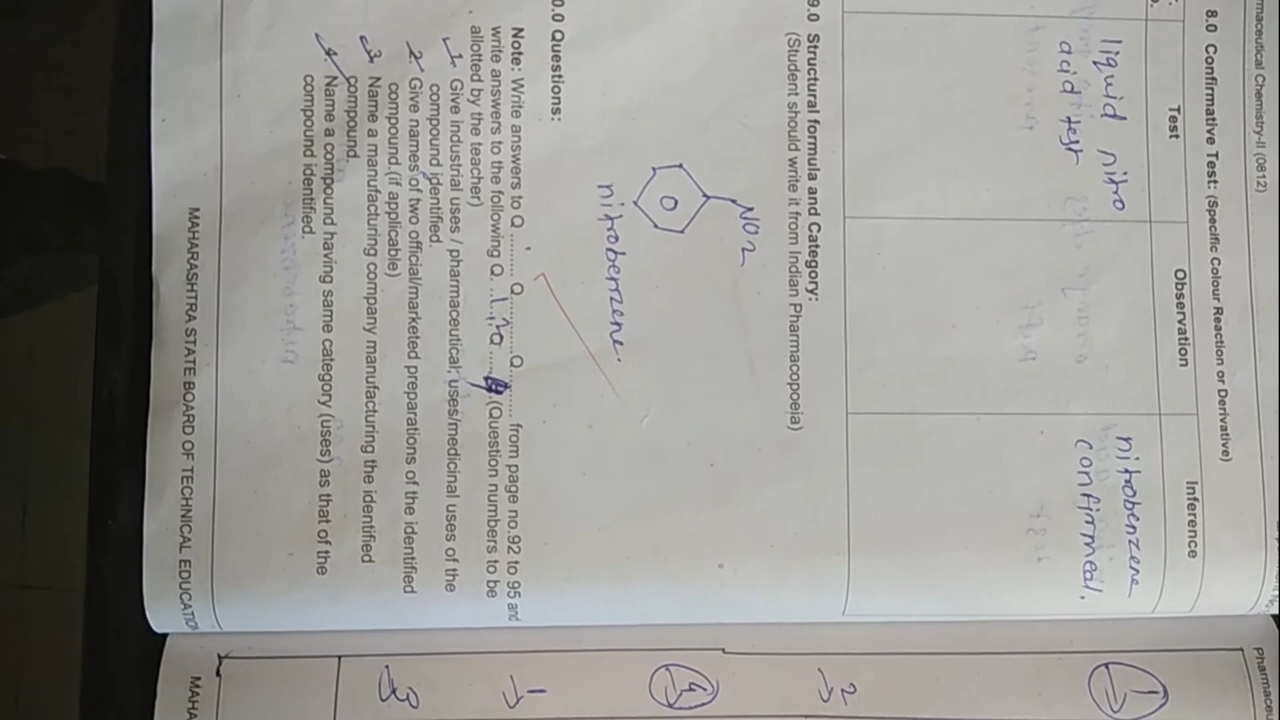 rmaceutical Chemistry-II (0812)
8.0 Confirmative Test: (Specific Colour Reaction or Derivative)
Test Observation Inference
liquid nitro nitrobenzene
acid test confirmed.
9.0 Structural formula and Category:
(Student should write it from Indian Pharmacopoeia)
NO2
nitrobenzene.
0.0 Questions:
Note: Write answers to Q ......... Q.......... Q.......... from page no.92 to 95 and
write answers to the following Q. ..1, 2 Q ..... 4 (Question numbers to be
allotted by the teacher)
1. Give industrial uses / pharmaceutical; uses/medicinal uses of the
compound identified.
2. Give names of two official/marketed preparations of the identified
compound.(if applicable)
3. Name a manufacturing company manufacturing the identified
compound.
4. Name a compound having same category (uses) as that of the
compound identified.
MAHARASHTRA STATE BOARD OF TECHNICAL EDUCATION
Pharmaceu
1
2
4
1
3
MAHA